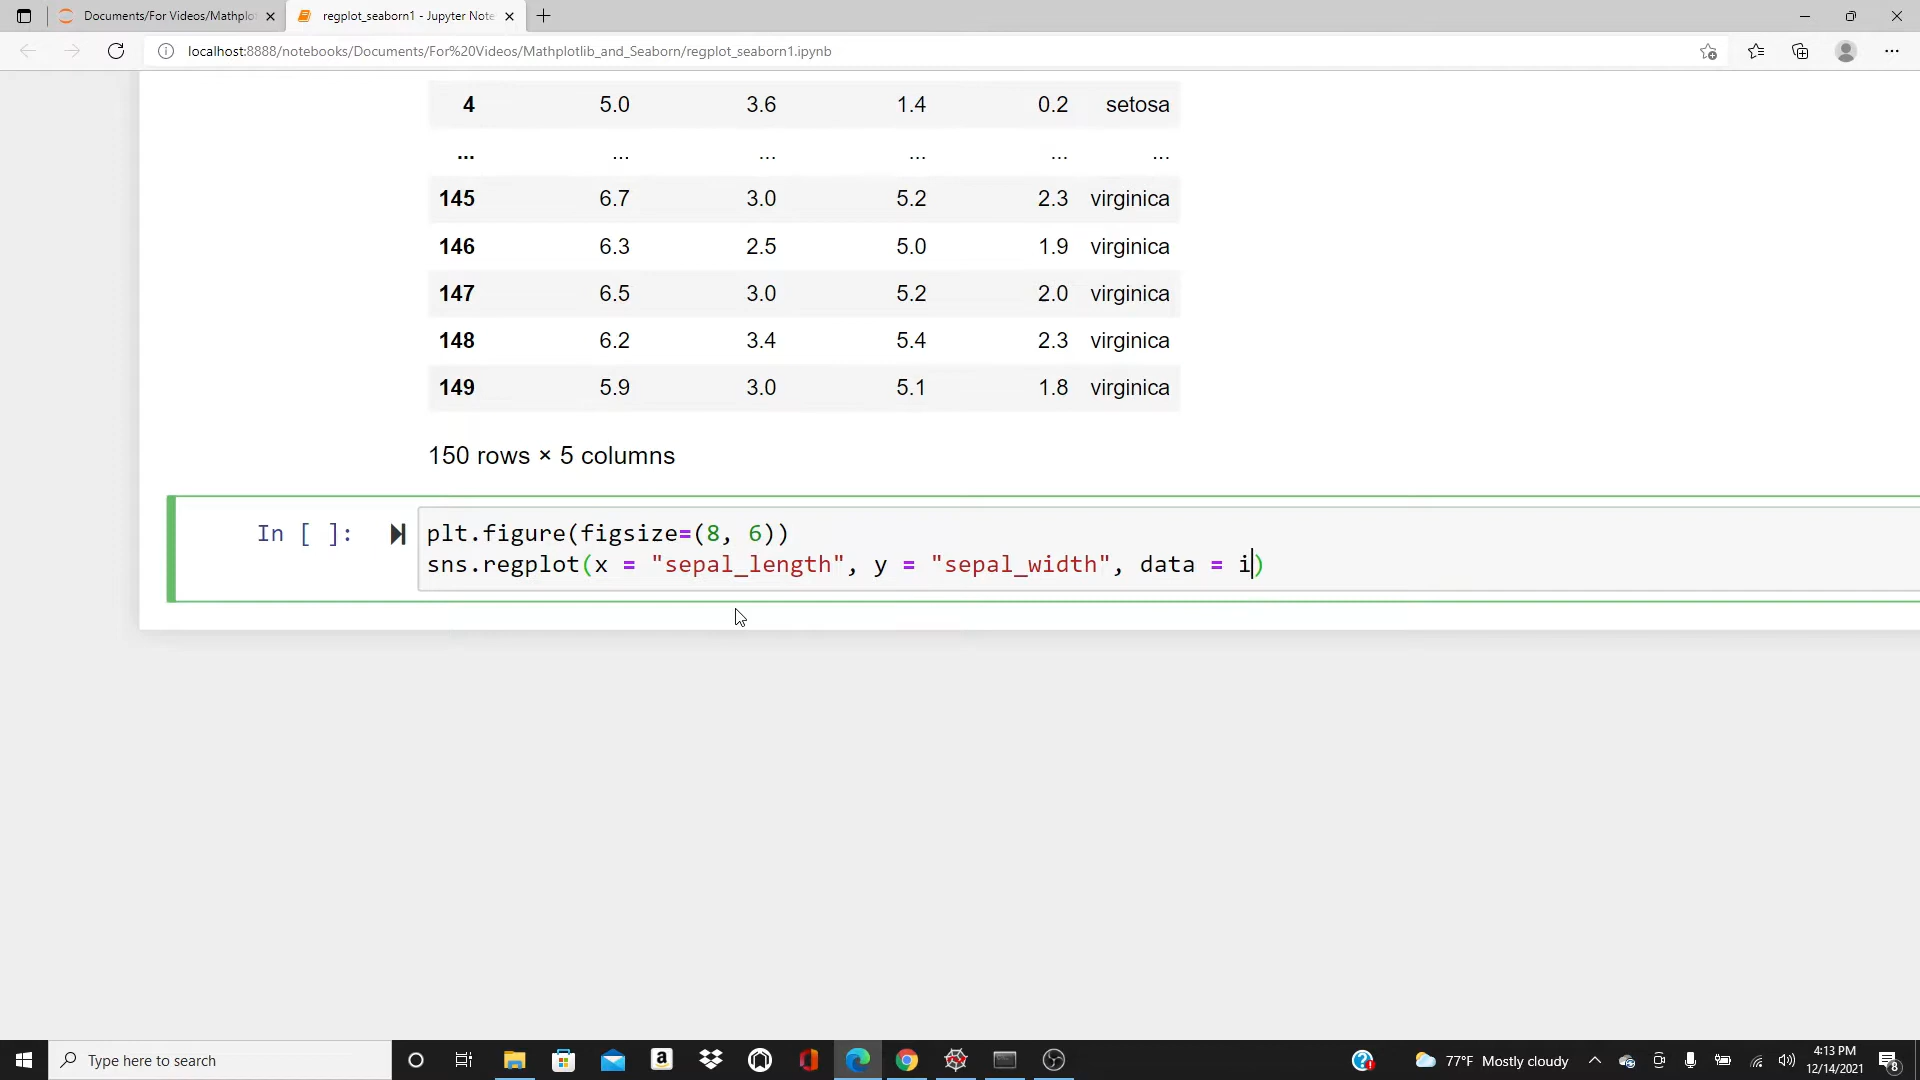 Documents/For Videos/Mathplo
regplot_seaborn1 - Jupyter Note
localhost:8888/notebooks/Documents/For%20Videos/Mathplotlib_and_Seaborn/regplot_seaborn1.ipynb
4 5.0 3.6 1.4 0.2 setosa
... ... ... ... ... ...
145 6.7 3.0 5.2 2.3 virginica
146 6.3 2.5 5.0 1.9 virginica
147 6.5 3.0 5.2 2.0 virginica
148 6.2 3.4 5.4 2.3 virginica
149 5.9 3.0 5.1 1.8 virginica
150 rows × 5 columns
In [ ]: plt.figure(figsize=(8, 6))
sns.regplot(x = "sepal_length", y = "sepal_width", data = i)
Type here to search
77°F Mostly cloudy
4:13 PM
12/14/2021
8